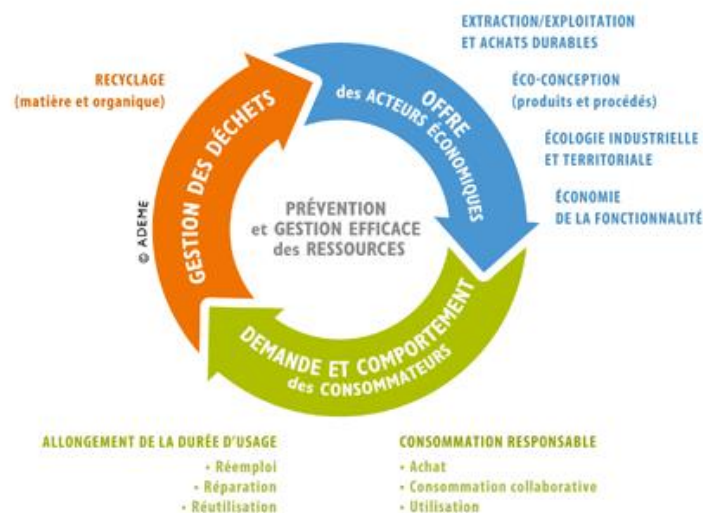 EXTRACTION/EXPLOITATION
ET ACHATS DURABLES
RECYCLAGE
(matière et organique)
ÉCO-CONCEPTION
(produits et procédés)
ÉCOLOGIE INDUSTRIELLE
ET TERRITORIALE
ÉCONOMIE
DE LA FONCTIONNALITÉ
OFFRE
des ACTEURS ÉCONOMIQUES
GESTION DES DÉCHETS
PRÉVENTION
et GESTION EFFICACE
des RESSOURCES
© ADEME
DEMANDE ET COMPORTEMENT
des CONSOMMATEURS
ALLONGEMENT DE LA DURÉE D'USAGE
• Réemploi
• Réparation
• Réutilisation
CONSOMMATION RESPONSABLE
• Achat
• Consommation collaborative
• Utilisation